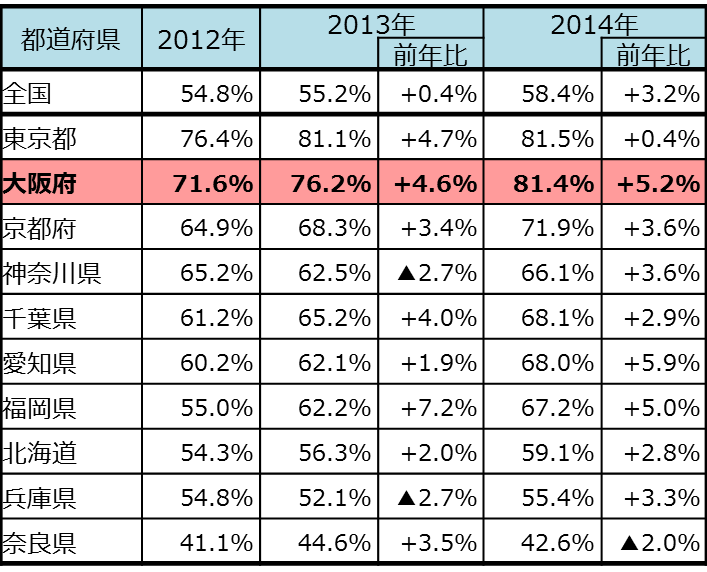 都道府県 2012年 2013年 前年比 2014年 前年比
全国 54.8% 55.2% +0.4% 58.4% +3.2%
東京都 76.4% 81.1% +4.7% 81.5% +0.4%
大阪府 71.6% 76.2% +4.6% 81.4% +5.2%
京都府 64.9% 68.3% +3.4% 71.9% +3.6%
神奈川県 65.2% 62.5% ▲2.7% 66.1% +3.6%
千葉県 61.2% 65.2% +4.0% 68.1% +2.9%
愛知県 60.2% 62.1% +1.9% 68.0% +5.9%
福岡県 55.0% 62.2% +7.2% 67.2% +5.0%
北海道 54.3% 56.3% +2.0% 59.1% +2.8%
兵庫県 54.8% 52.1% ▲2.7% 55.4% +3.3%
奈良県 41.1% 44.6% +3.5% 42.6% ▲2.0%